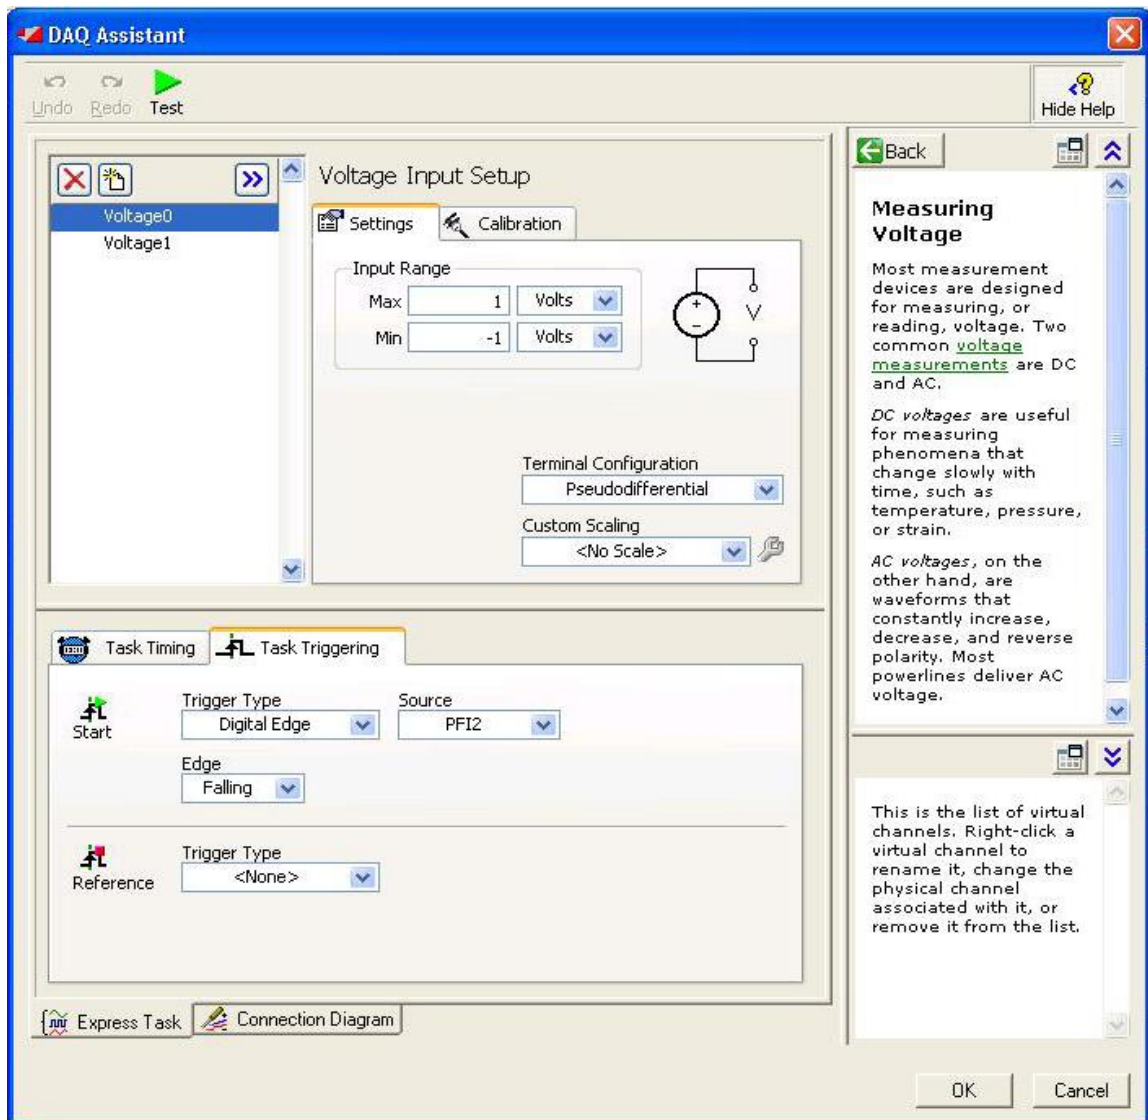 DAQ Assistant
Undo Redo Test
Hide Help
Voltage0
Voltage1
Voltage Input Setup
Settings Calibration
Input Range
Max 1 Volts
Min -1 Volts
+
V
−
Terminal Configuration
Pseudodifferential
Custom Scaling
<No Scale>
Task Timing Task Triggering
Start
Trigger Type Source
Digital Edge PFI2
Edge
Falling
Reference
Trigger Type
<None>
Express Task Connection Diagram
Back
Measuring
Voltage
Most measurement
devices are designed
for measuring, or
reading, voltage. Two
common voltage
measurements are DC
and AC.
DC voltages are useful
for measuring
phenomena that
change slowly with
time, such as
temperature, pressure,
or strain.
AC voltages, on the
other hand, are
waveforms that
constantly increase,
decrease, and reverse
polarity. Most
powerlines deliver AC
voltage.
This is the list of virtual
channels. Right-click a
virtual channel to
rename it, change the
physical channel
associated with it, or
remove it from the list.
OK Cancel